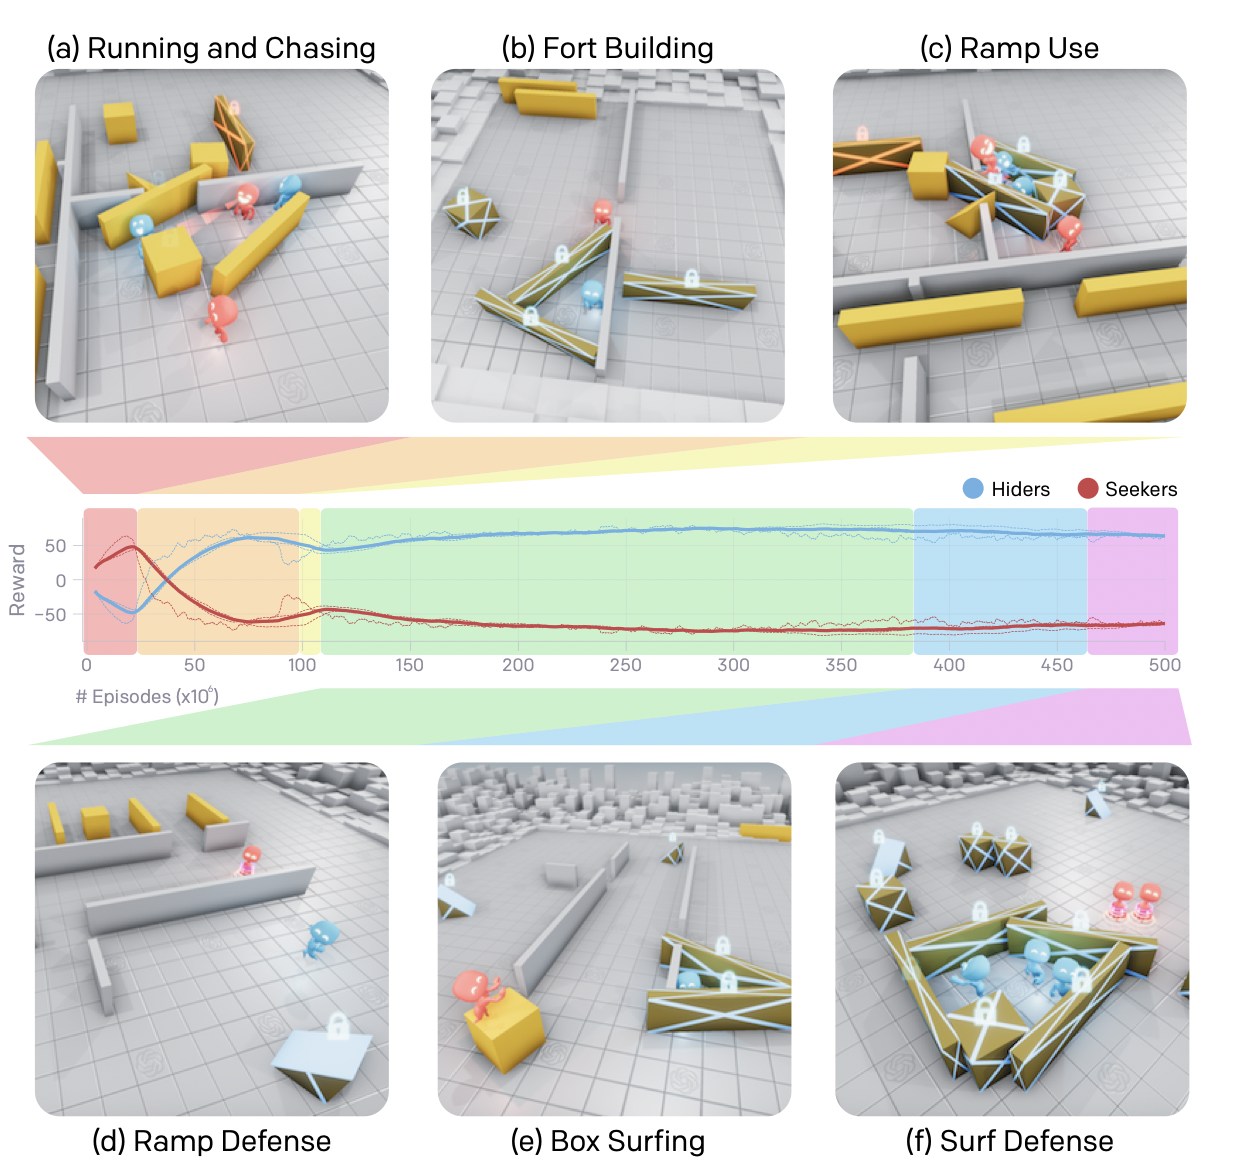 (a) Running and Chasing
(b) Fort Building
(c) Ramp Use
Hiders
Seekers
Reward
50
0
−50
0
50
100
150
200
250
300
350
400
450
500
# Episodes (x10⁶)
(d) Ramp Defense
(e) Box Surfing
(f) Surf Defense